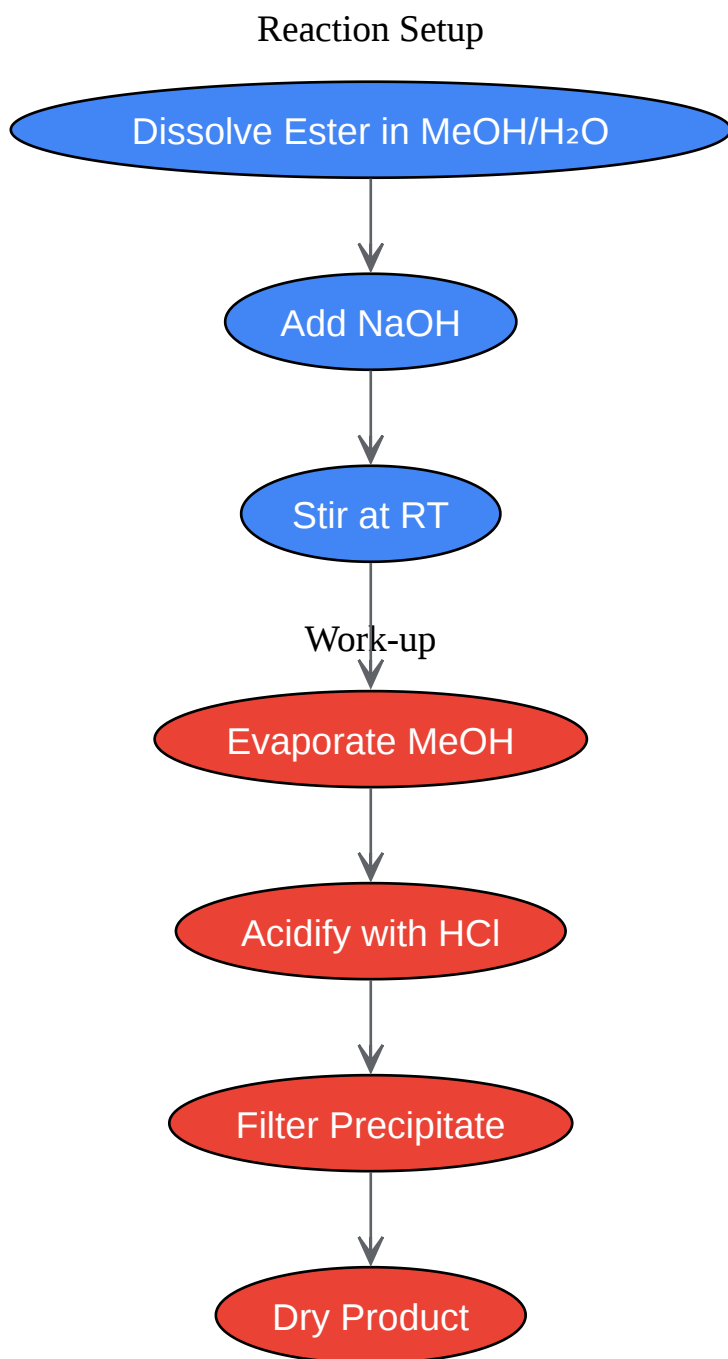 Reaction Setup
Dissolve Ester in MeOH/H₂O
Add NaOH
Stir at RT
Work-up
Evaporate MeOH
Acidify with HCl
Filter Precipitate
Dry Product